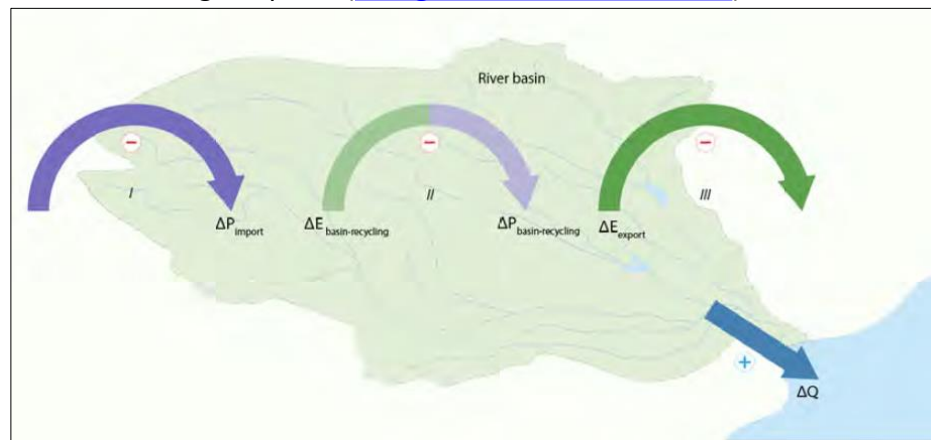 River basin
I
II
III
ΔP import
ΔE basin-recycling
ΔP basin-recycling
ΔE export
ΔQ